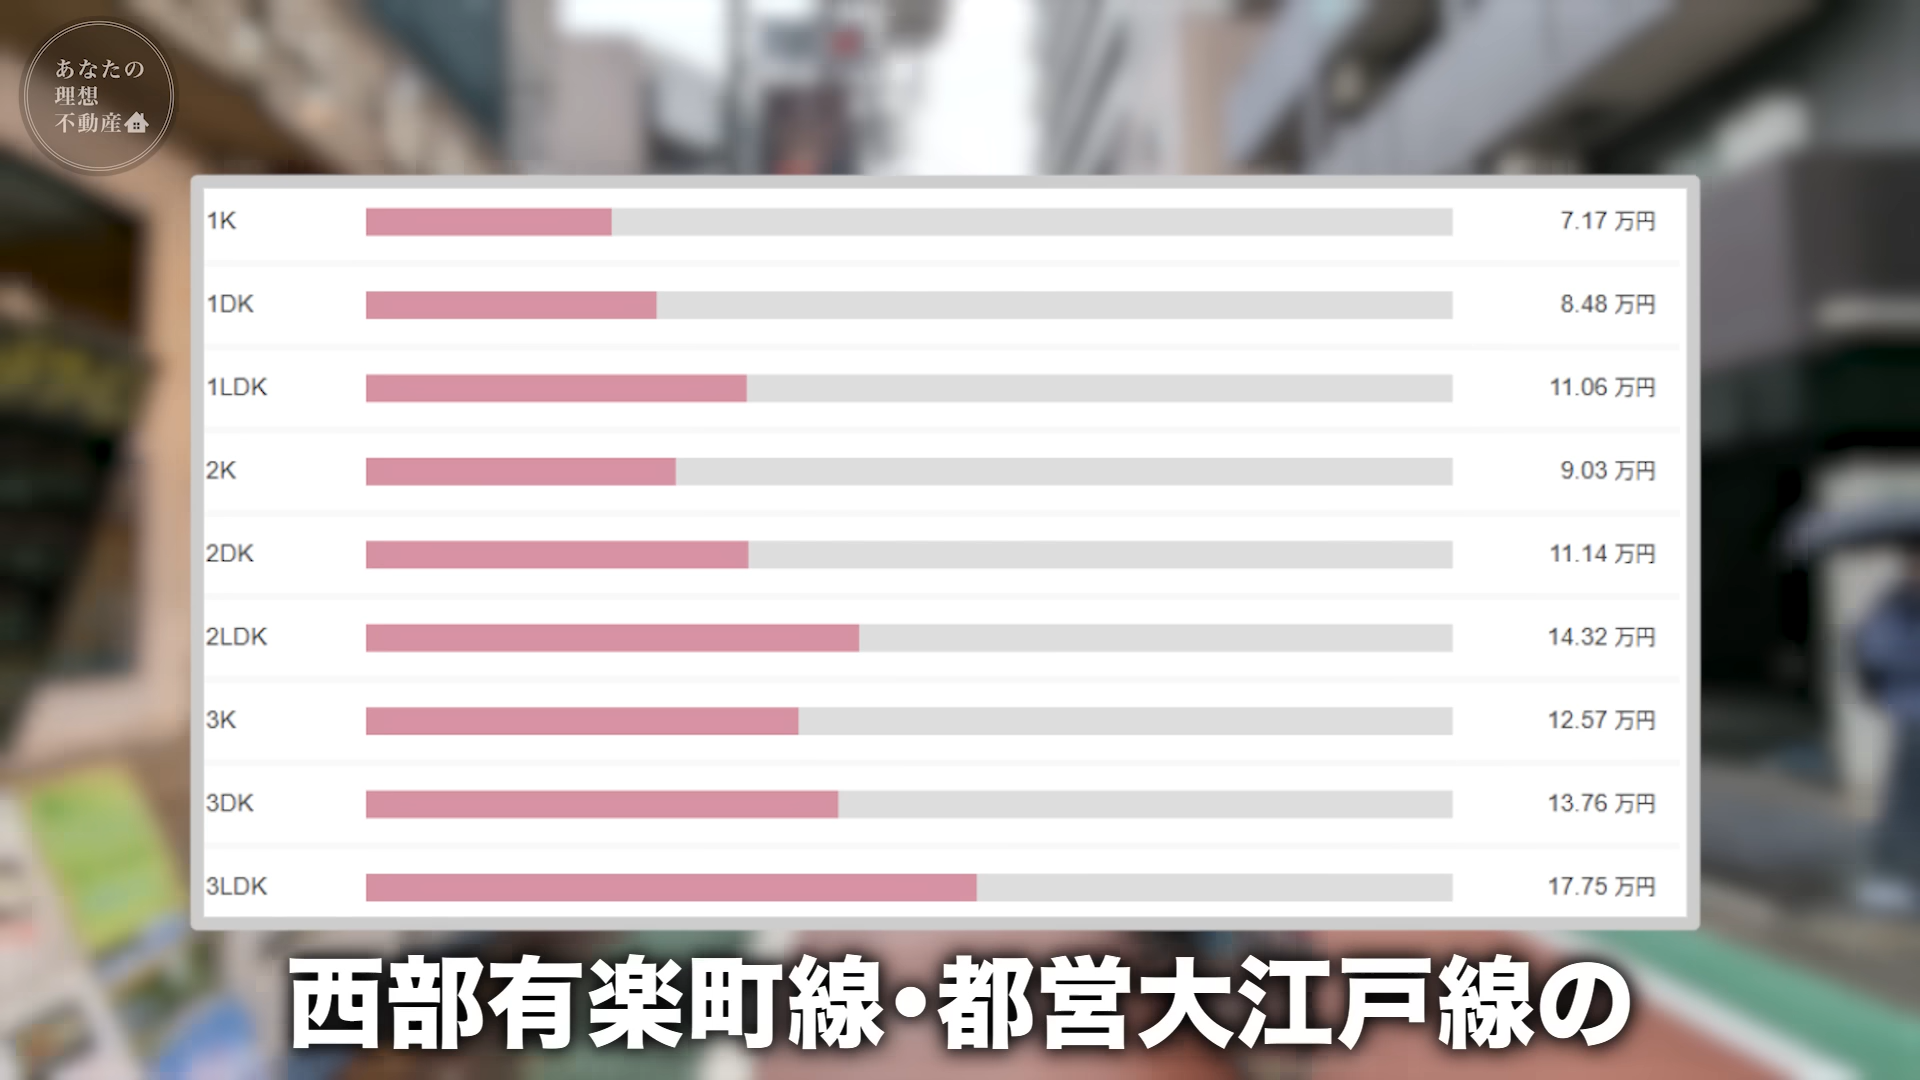 あなたの
理想
不動産
1K 7.17 万円
1DK 8.48 万円
1LDK 11.06 万円
2K 9.03 万円
2DK 11.14 万円
2LDK 14.32 万円
3K 12.57 万円
3DK 13.76 万円
3LDK 17.75 万円
西部有楽町線・都営大江戸線の